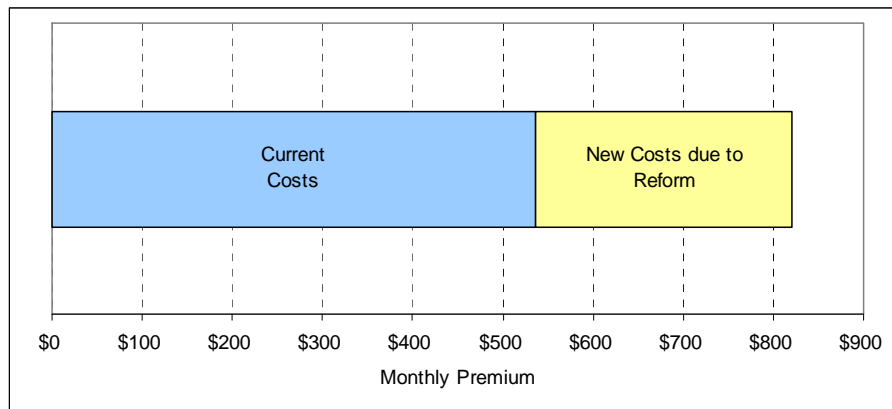 Current
Costs
New Costs due to
Reform
$0 $100 $200 $300 $400 $500 $600 $700 $800 $900
Monthly Premium